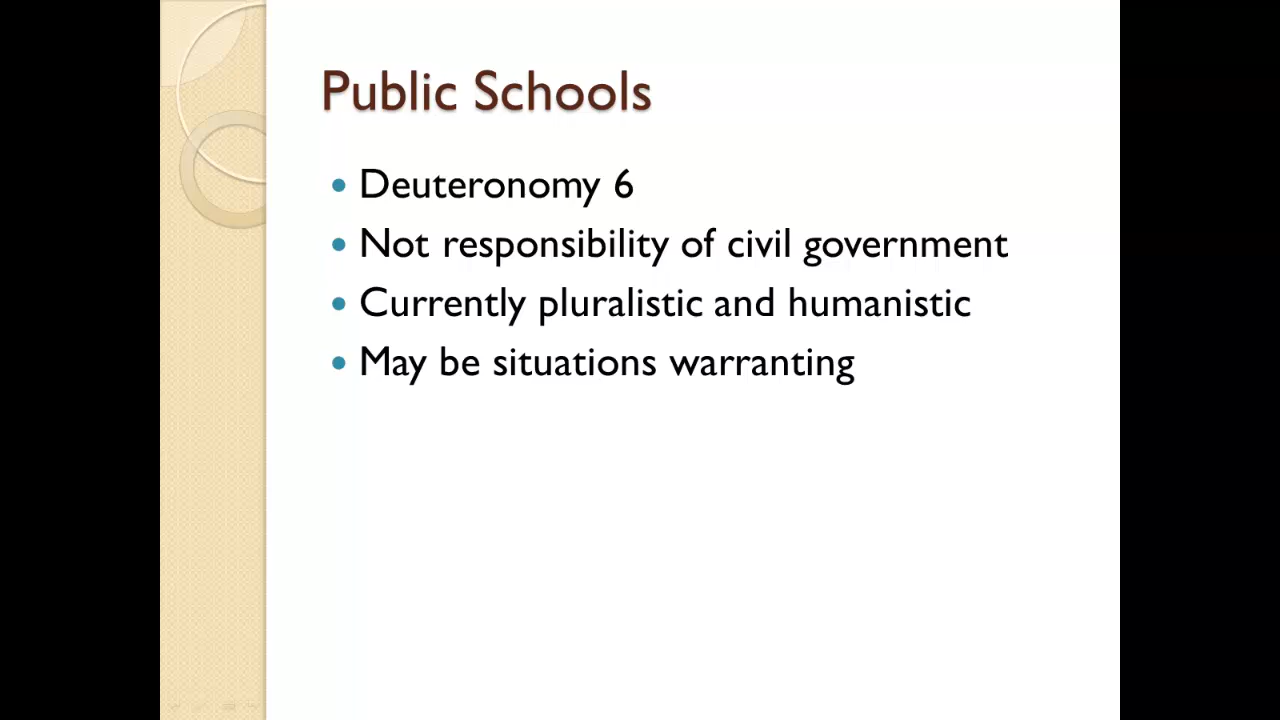 Public Schools
Deuteronomy 6
Not responsibility of civil government
Currently pluralistic and humanistic
May be situations warranting